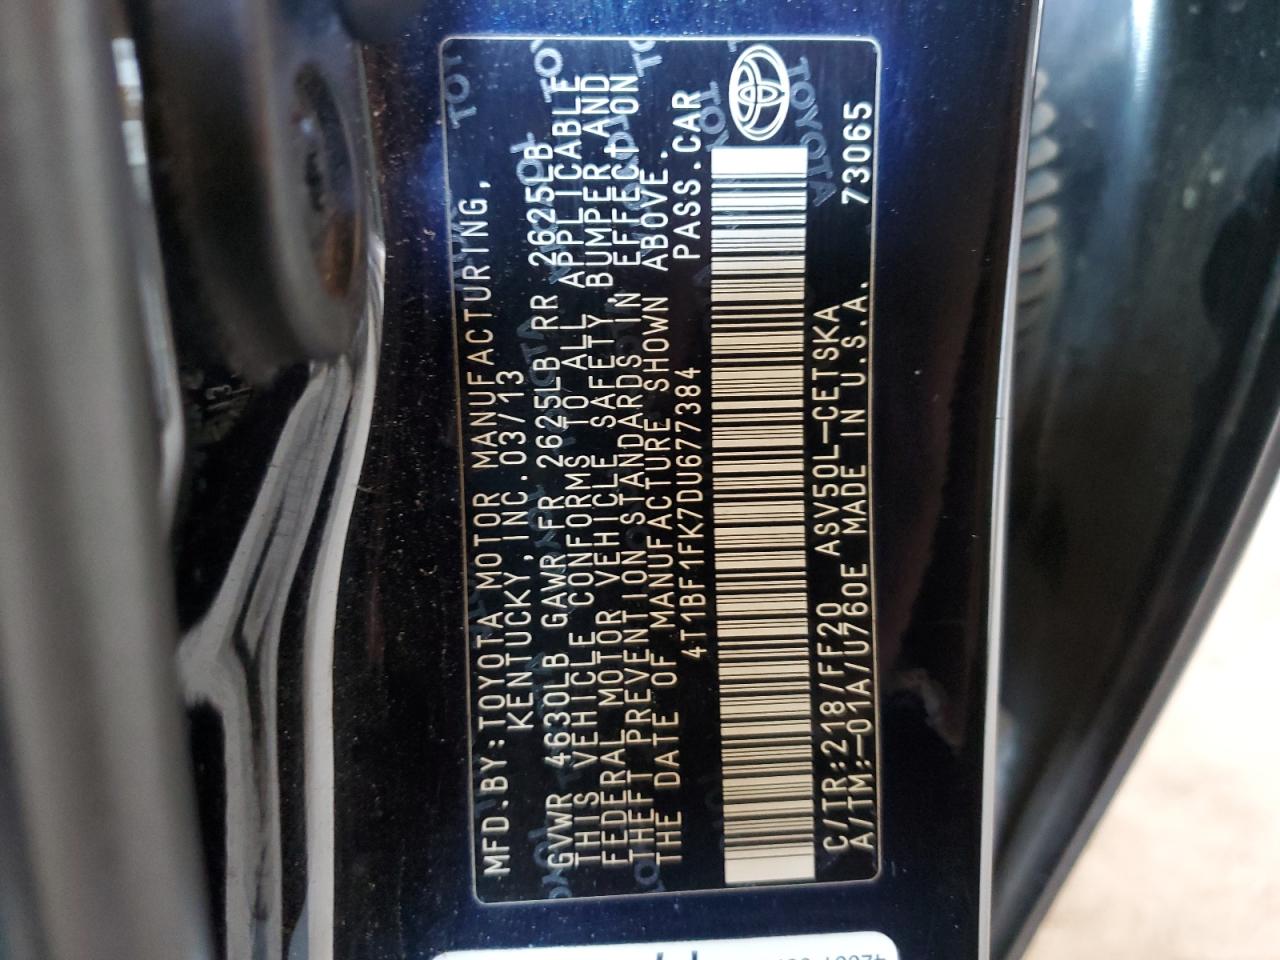 MFD.BY:TOYOTA MOTOR MANUFACTURING,
KENTUCKY, INC. 03/13
GVWR 4630LB GAWR FR 2625LB RR 2625LB
THIS VEHICLE CONFORMS TO ALL APPLICABLE
FEDERAL MOTOR VEHICLE SAFETY, BUMPER, AND
THEFT PREVENTION STANDARDS IN EFFECT ON
THE DATE OF MANUFACTURE SHOWN ABOVE.
4T1BF1FK7DU677384 PASS.CAR
C/TR:218/FF20 ASV50L-CETSKA 73065
A/TM:-01A/U760E MADE IN U.S.A.
TOYOTA